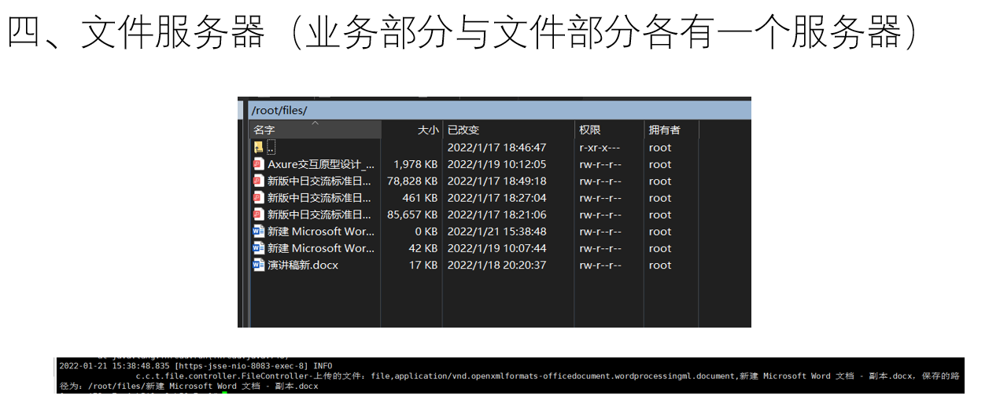 四、文件服务器（业务部分与文件部分各有一个服务器）
/root/files/
名字 大小 已改变 权限 拥有者
.. 2022/1/17 18:46:47 r-xr-x--- root
Axure交互原型设计_... 1,978 KB 2022/1/19 10:12:05 rw-r--r-- root
新版中日交流标准日... 78,828 KB 2022/1/17 18:49:18 rw-r--r-- root
新版中日交流标准日... 461 KB 2022/1/17 18:27:04 rw-r--r-- root
新版中日交流标准日... 85,657 KB 2022/1/17 18:21:06 rw-r--r-- root
新建 Microsoft Wor... 0 KB 2022/1/21 15:38:48 rw-r--r-- root
新建 Microsoft Wor... 42 KB 2022/1/19 10:07:44 rw-r--r-- root
演讲稿新.docx 17 KB 2022/1/18 20:20:37 rw-r--r-- root
2022-01-21 15:38:48.835 [https-jsse-nio-8083-exec-8] INFO
c.c.t.file.controller.FileController-上传的文件：file,application/vnd.openxmlformats-officedocument.wordprocessingml.document,新建 Microsoft Word 文档 - 副本.docx，保存的路
径为：/root/files/新建 Microsoft Word 文档 - 副本.docx